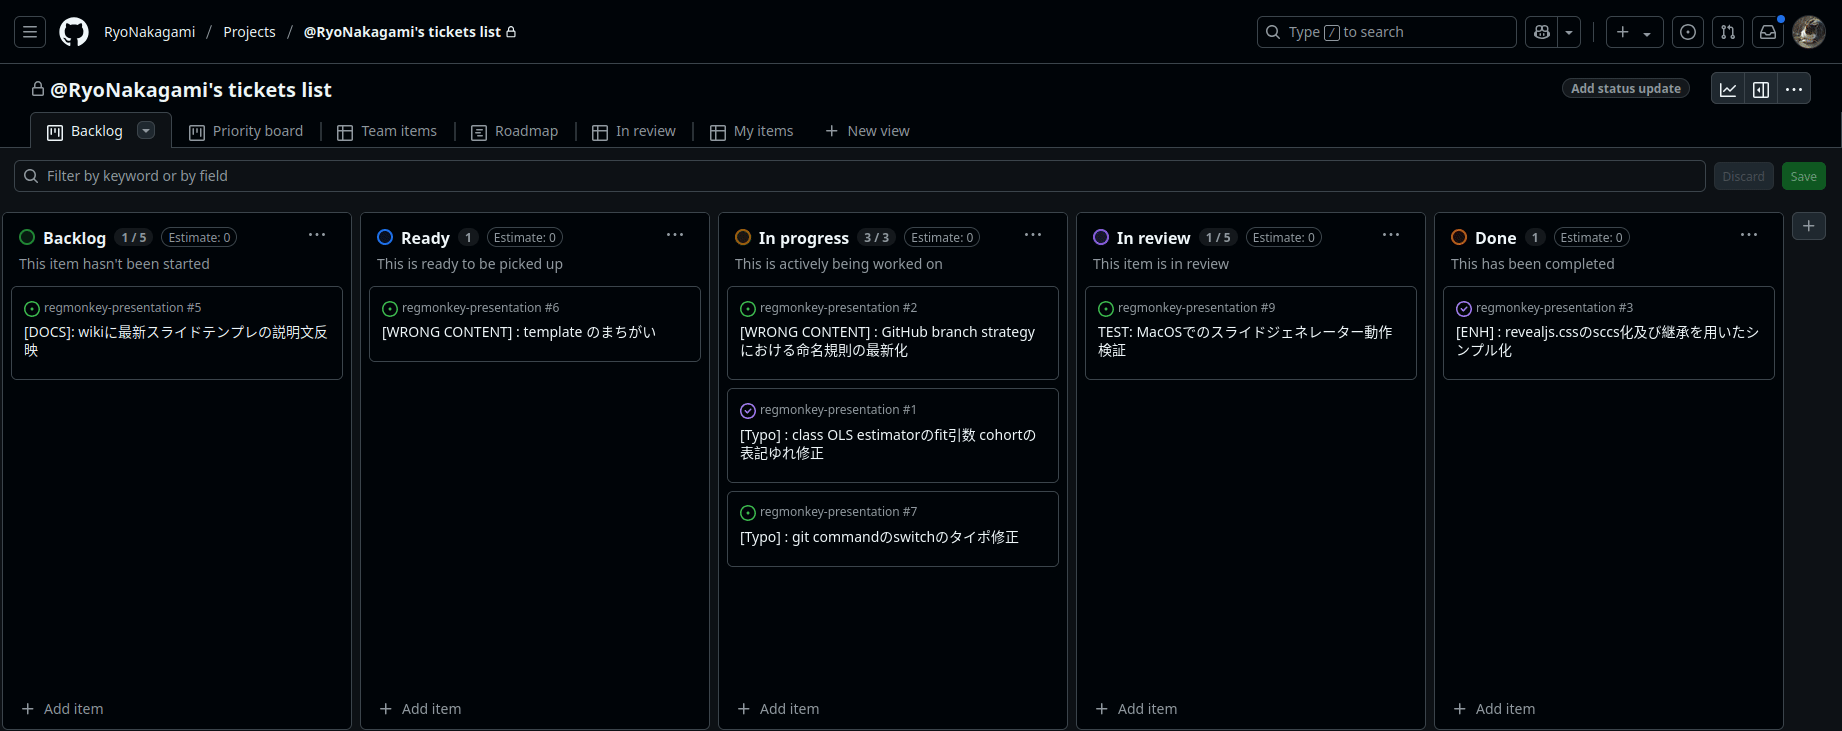 RyoNakagami / Projects / @RyoNakagami's tickets list
Type / to search
@RyoNakagami's tickets list
Add status update
Backlog
Priority board
Team items
Roadmap
In review
My items
New view
Filter by keyword or by field
Discard
Save
Backlog 1 / 5 Estimate: 0
This item hasn't been started
regmonkey-presentation #5
[DOCS]: wikiに最新スライドテンプレの説明文反
映
Add item
Ready 1 Estimate: 0
This is ready to be picked up
regmonkey-presentation #6
[WRONG CONTENT] : template のまちがい
Add item
In progress 3 / 3 Estimate: 0
This is actively being worked on
regmonkey-presentation #2
[WRONG CONTENT] : GitHub branch strategy
における命名規則の最新化
regmonkey-presentation #1
[Typo] : class OLS estimatorのfit引数 cohortの
表記ゆれ修正
regmonkey-presentation #7
[Typo] : git commandのswitchのタイポ修正
Add item
In review 1 / 5 Estimate: 0
This item is in review
regmonkey-presentation #9
TEST: MacOSでのスライドジェネレーター動作
検証
Add item
Done 1 Estimate: 0
This has been completed
regmonkey-presentation #3
[ENH] : revealjs.cssのsccs化及び継承を用いたシ
ンプル化
Add item